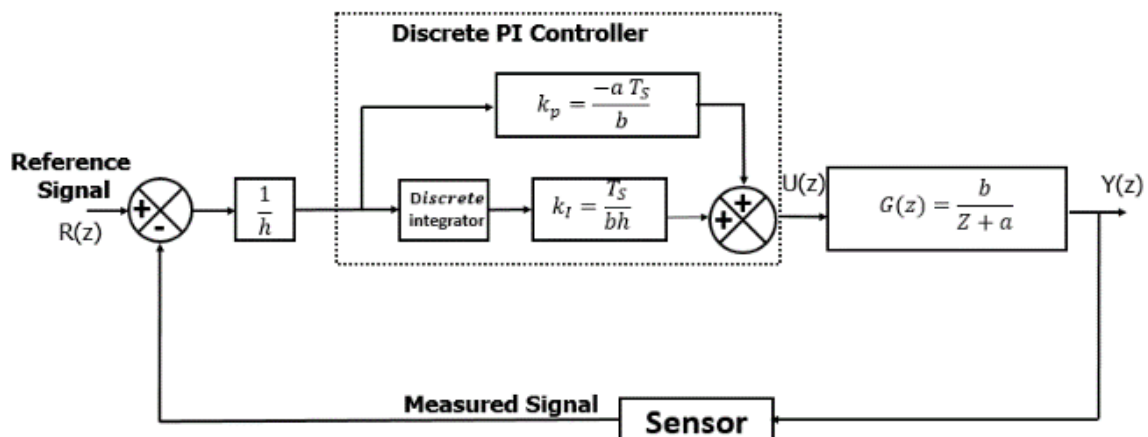 Discrete PI Controller
k_p = −a T_S / b
Reference
Signal
R(z)
+
-
1/h
Discrete
integrator
k_I = T_S / bh
+
+
U(z)
G(z) = b / Z + a
Y(z)
Measured Signal
Sensor